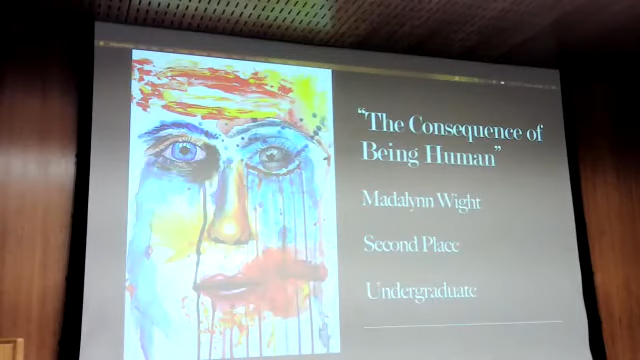 “The Consequence of
Being Human”
Madalynn Wight
Second Place
Undergraduate